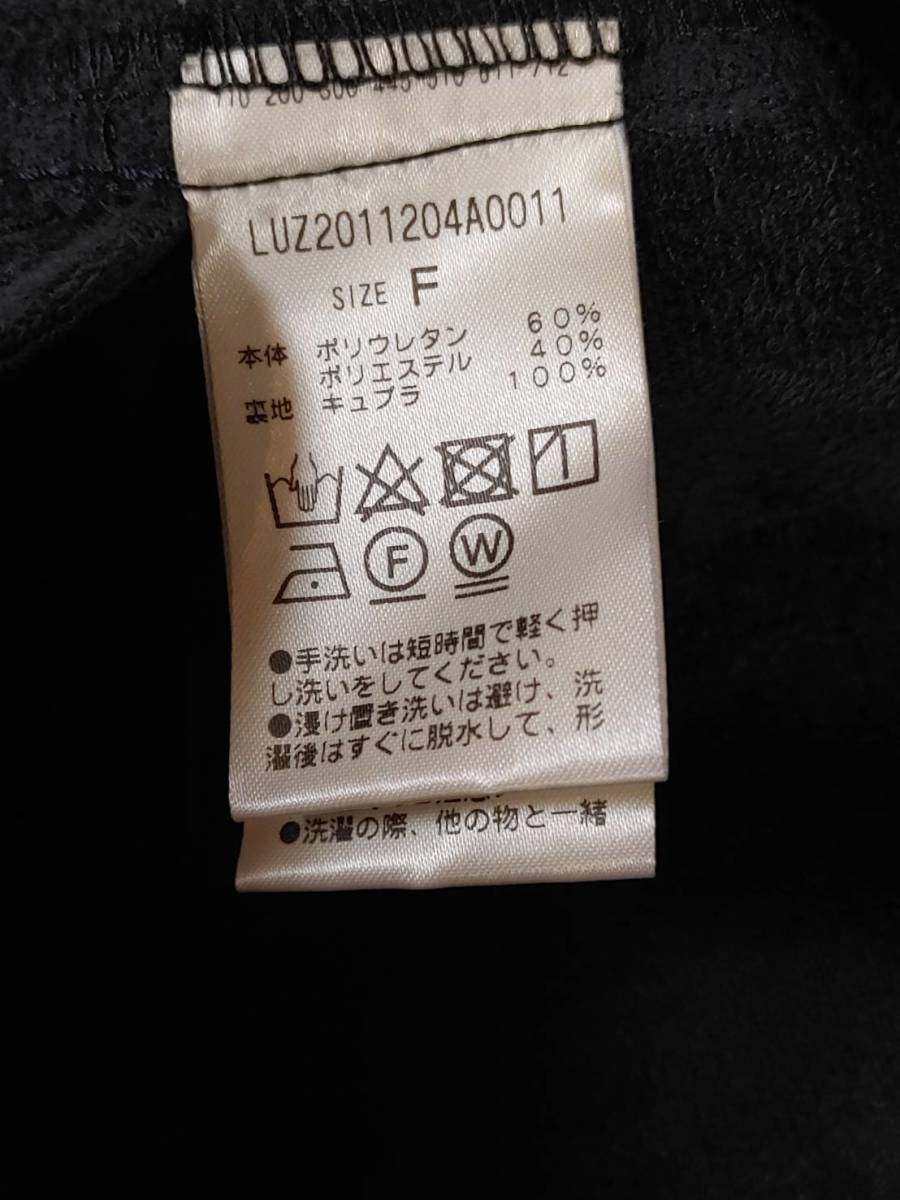 LUZ2011204A0011
SIZE F
本体 ポリウレタン 60%
ポリエステル 40%
裏地 キュプラ 100%
F W
●手洗いは短時間で軽く押
し洗いをしてください。
●浸け置き洗いは避け、洗
濯後はすぐに脱水して、形
●洗濯の際、他の物と一緒